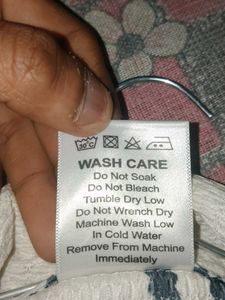 30°C
WASH CARE
Do Not Soak
Do Not Bleach
Tumble Dry Low
Do Not Wrench Dry
Machine Wash Low
In Cold Water
Remove From Machine
Immediately